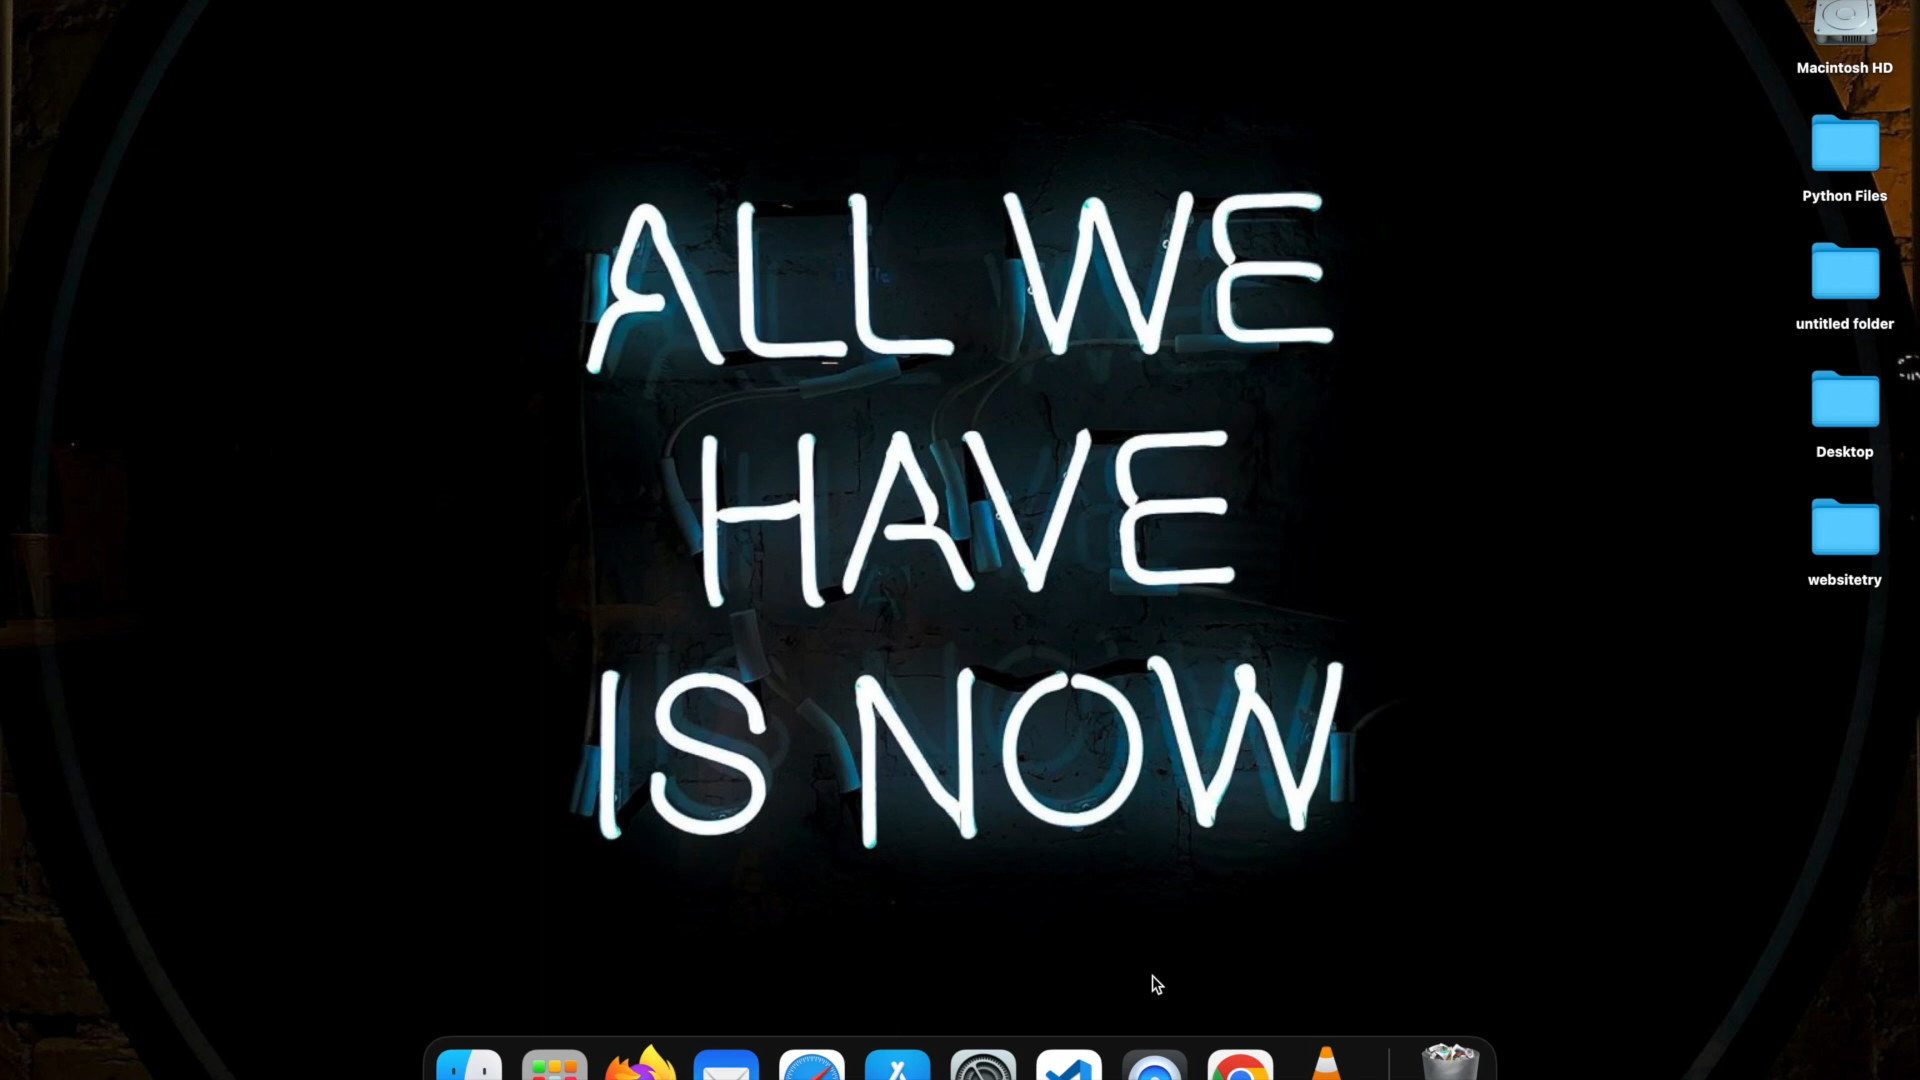 Macintosh HD
ALL WE
Python Files
untitled folder
HAVE
Desktop
websitetry
IS NOW